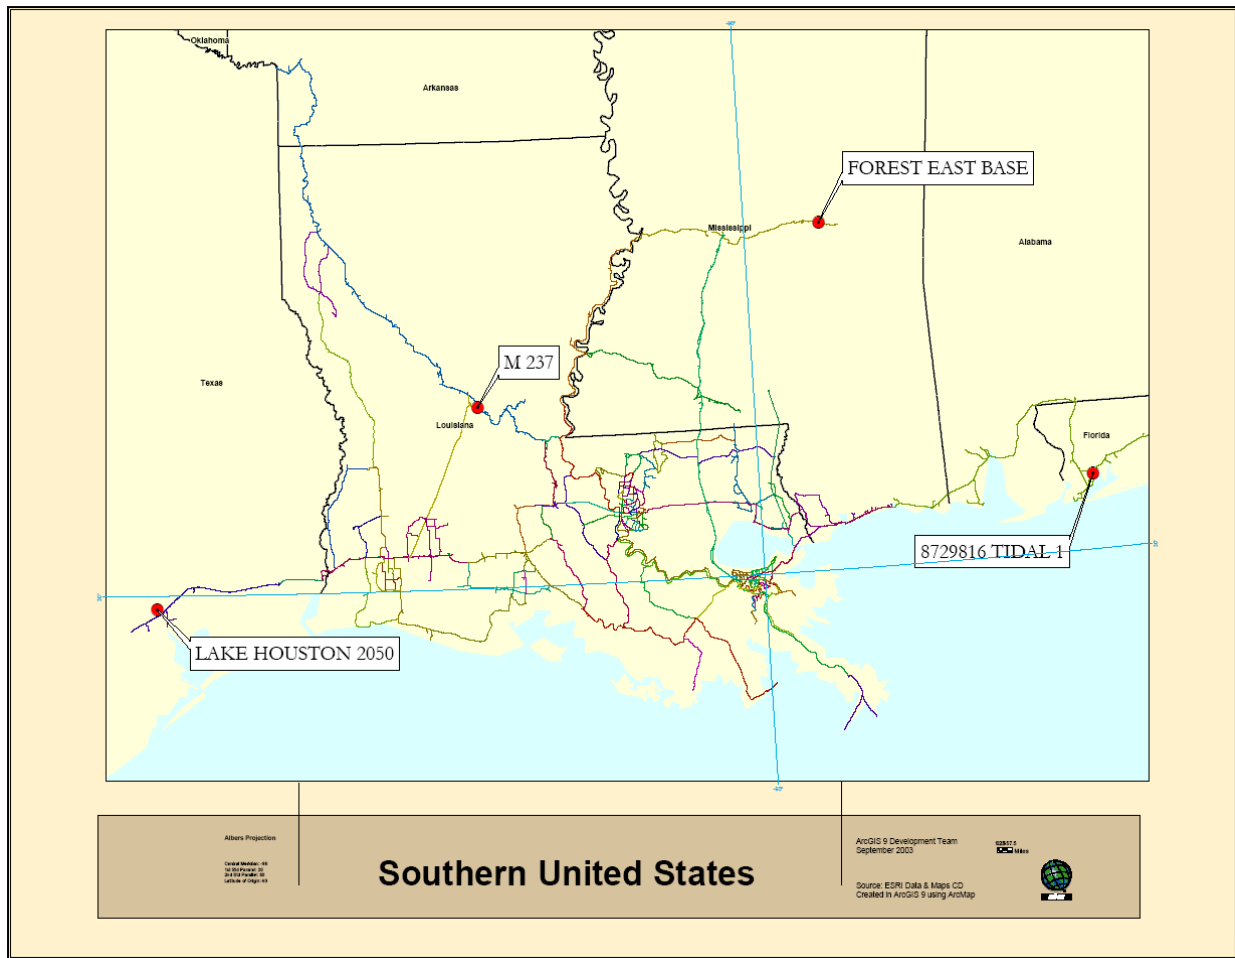 Oklahoma
Arkansas
FOREST EAST BASE
Mississippi
Alabama
M 237
Texas
Louisiana
Florida
8729816 TIDAL 1
LAKE HOUSTON 2050
Albers Projection
Southern United States
ArcGIS 9 Development Team
September 2003
Miles
Source: ESRI Data & Maps CD
Created in ArcGIS 9 using ArcMap